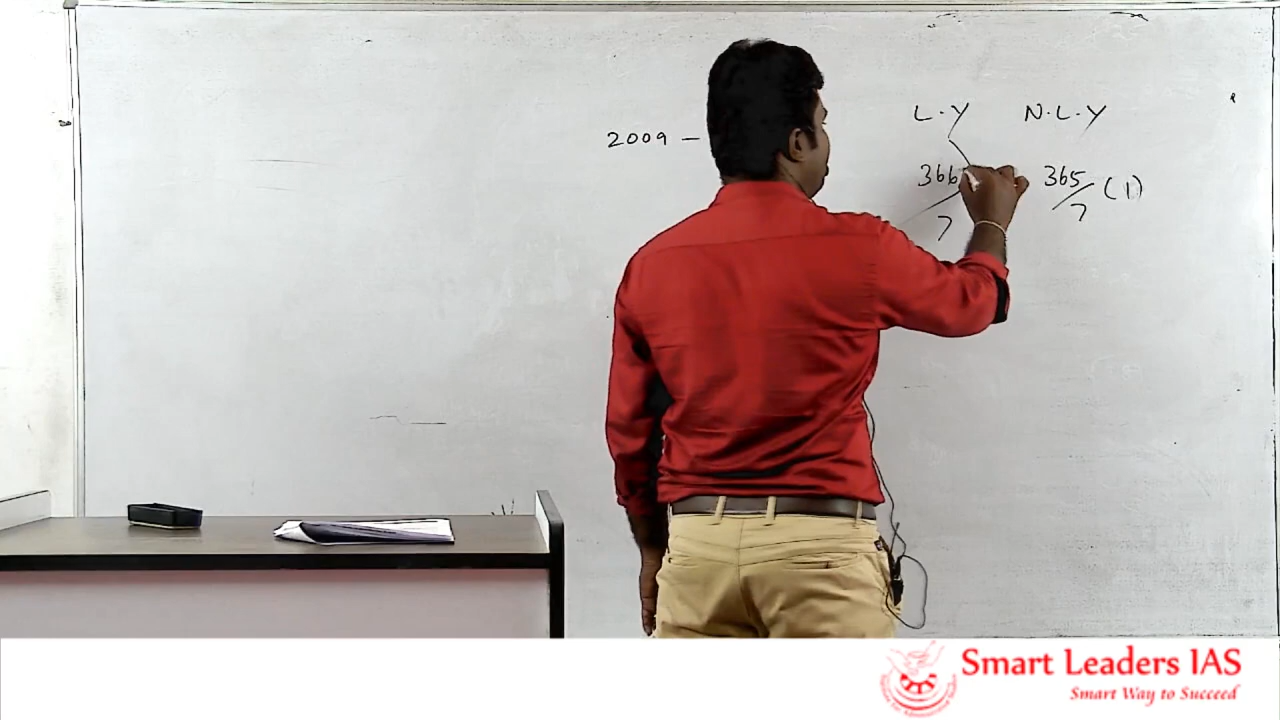 L.Y N.L.Y
2009 –
366/7 365/7 (1)
Smart Leaders IAS
Smart Way to Succeed